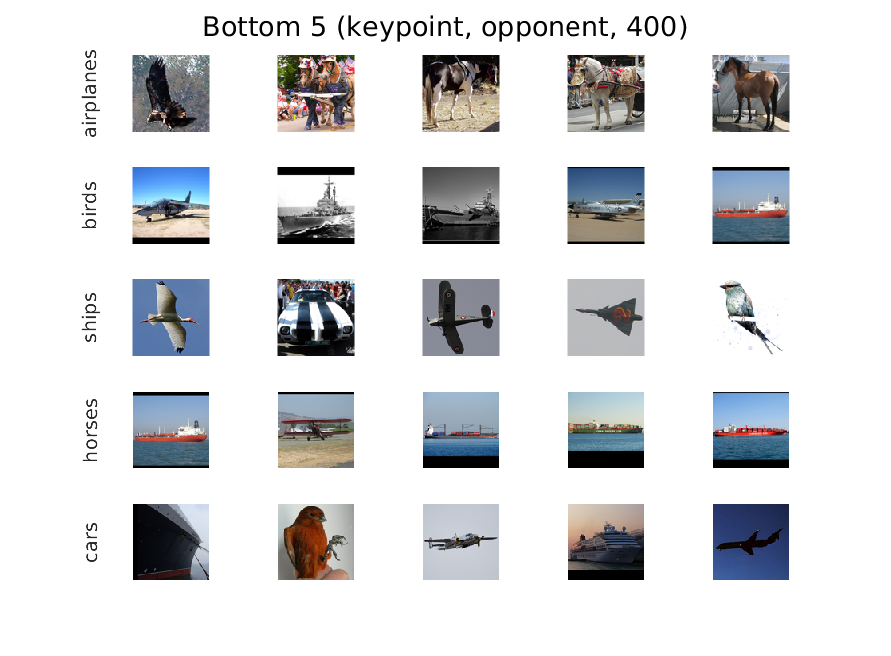 Bottom 5 (keypoint, opponent, 400)
airplanes
birds
ships
horses
cars